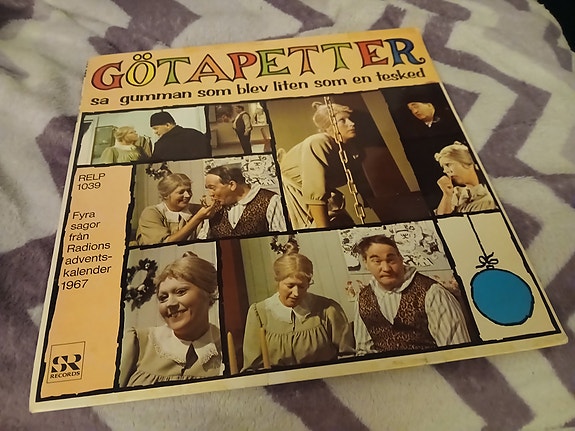 GÖTAPETTER
sa gumman som blev liten som en tesked
RELP
1039
Fyra
sagor
från
Radions
advents-
kalender
1967
SR
RECORDS